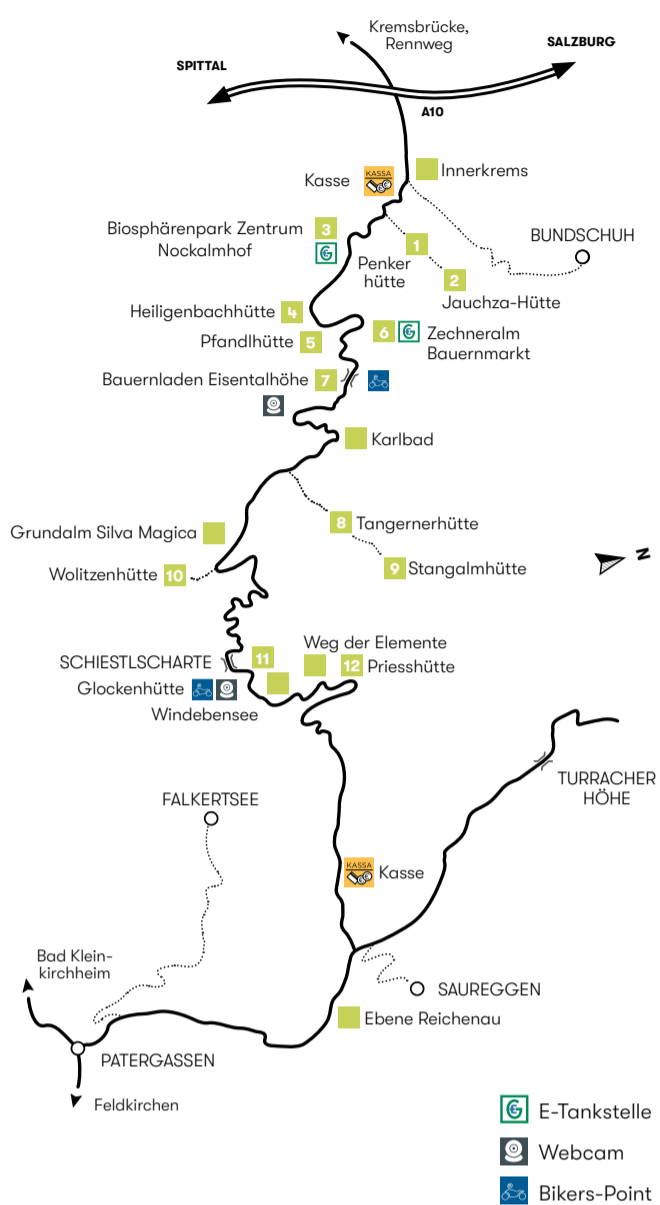 Kremsbrücke,
Rennweg
SALZBURG
SPITTAL
A10
Innerkrems
Kasse
KASSA
Biosphärenpark Zentrum
Nockalmhof
3
1
BUNDSCHUH
Penker
hütte
2
Jauchza-Hütte
Heiligenbachhütte
4
Pfandlhütte
5
6
Zechneralm
Bauernmarkt
Bauernladen Eisentalhöhe
7
Karlbad
Grundalm Silva Magica
8
Tangernerhütte
Wolitzenhütte
10
9
Stangalmhütte
N
Weg der Elemente
SCHIESTLSCHARTE
11
12
Priesshütte
Glockenhütte
Windebensee
TURRACHER
HÖHE
FALKERTSEE
KASSA
Kasse
Bad Klein-
kirchheim
SAUREGGEN
Ebene Reichenau
PATERGASSEN
Feldkirchen
E-Tankstelle
Webcam
Bikers-Point